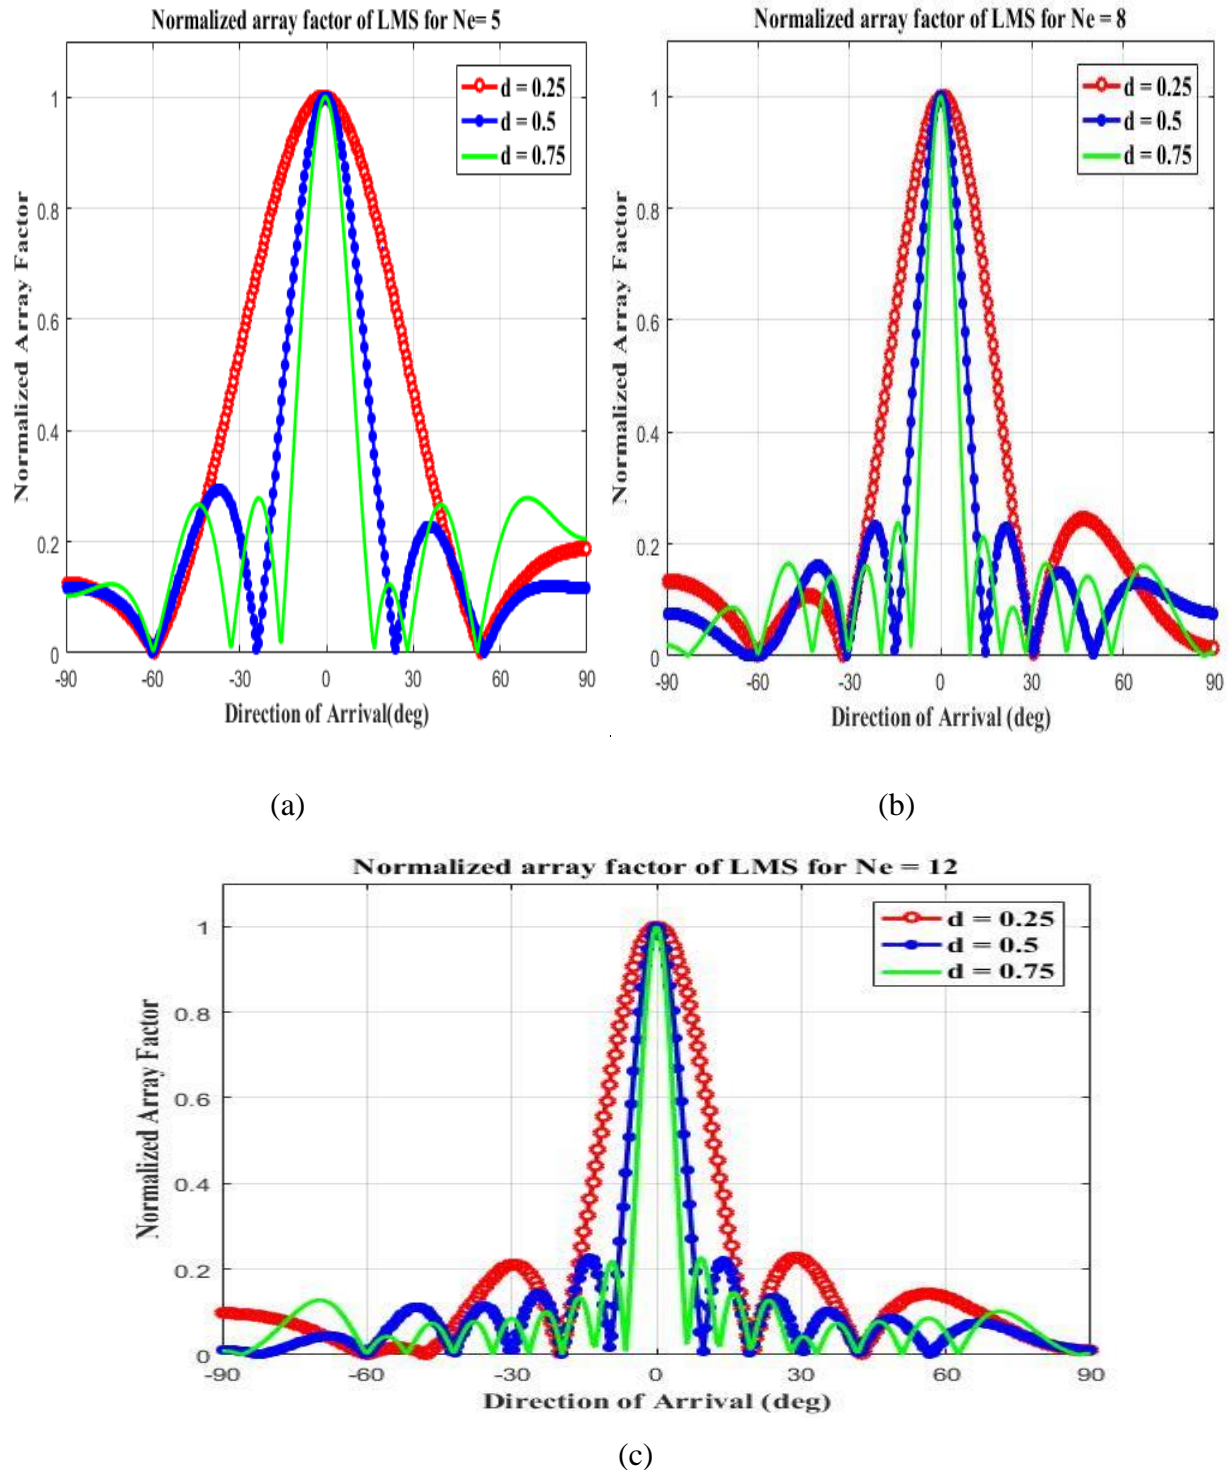 Normalized array factor of LMS for Ne= 5
d = 0.25
d = 0.5
d = 0.75
Normalized Array Factor
1
0.8
0.6
0.4
0.2
0
-90 -60 -30 0 30 60 90
Direction of Arrival(deg)
(a)
Normalized array factor of LMS for Ne = 8
d = 0.25
d = 0.5
d = 0.75
Normalized Array Factor
1
0.8
0.6
0.4
0.2
0
-90 -60 -30 0 30 60 90
Direction of Arrival (deg)
(b)
Normalized array factor of LMS for Ne = 12
d = 0.25
d = 0.5
d = 0.75
Normalized Array Factor
1
0.8
0.6
0.4
0.2
0
-90 -60 -30 0 30 60 90
Direction of Arrival (deg)
(c)